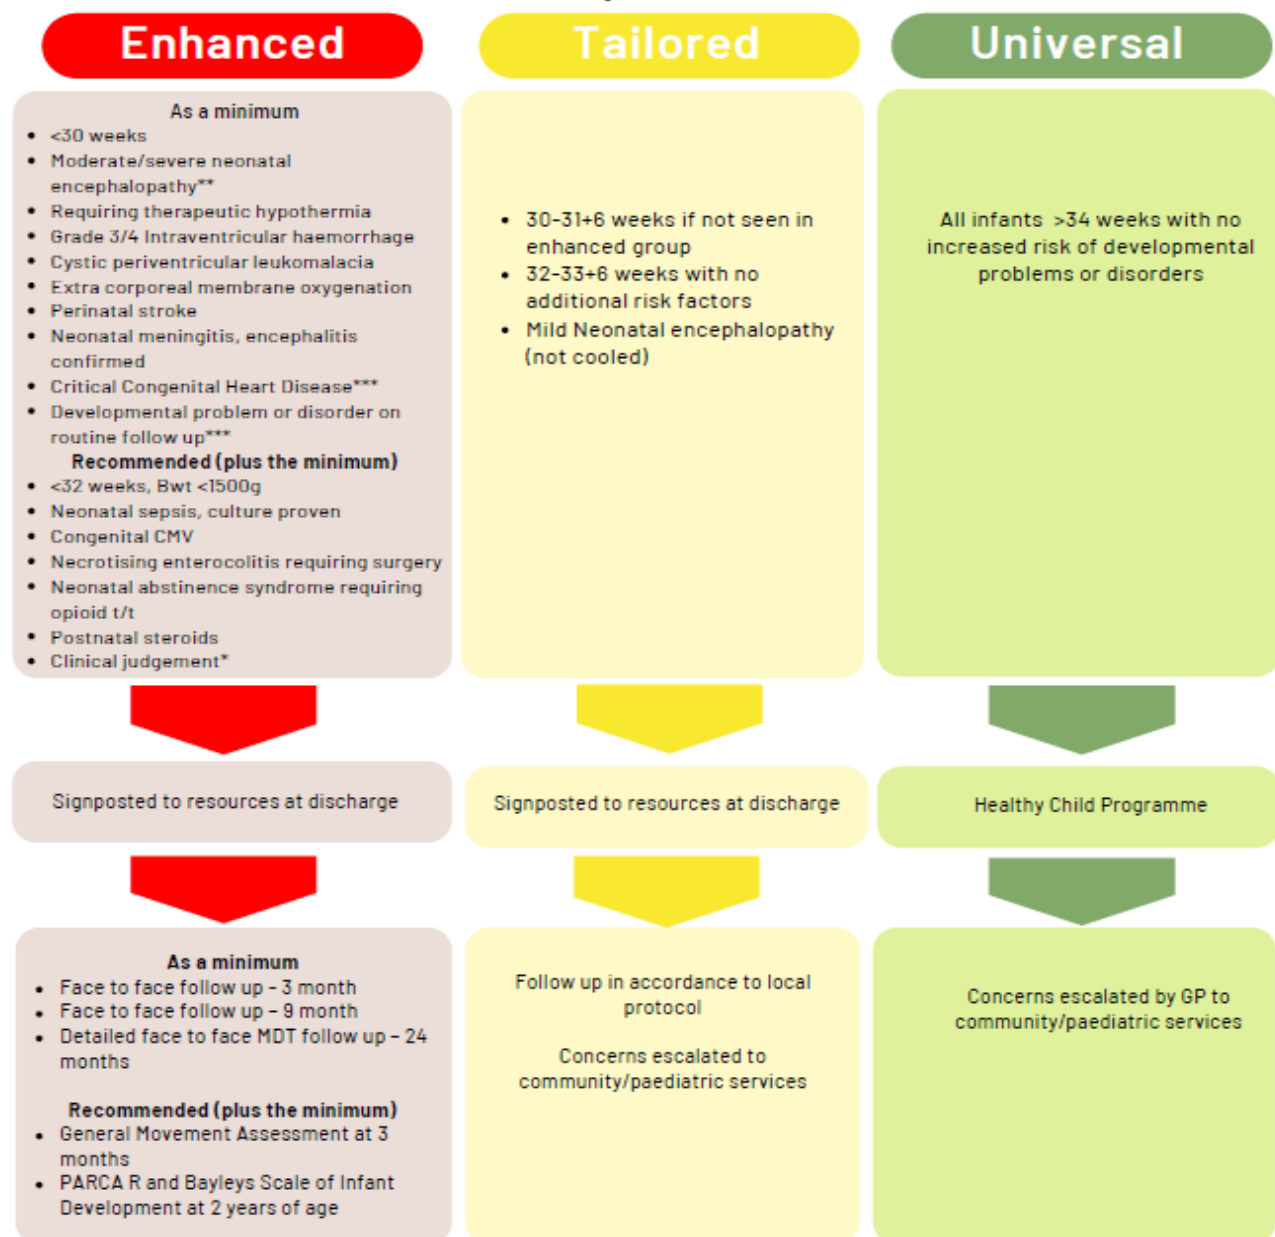 Enhanced
As a minimum
• <30 weeks
• Moderate/severe neonatal
encephalopathy**
• Requiring therapeutic hypothermia
• Grade 3/4 Intraventricular haemorrhage
• Cystic periventricular leukomalacia
• Extra corporeal membrane oxygenation
• Perinatal stroke
• Neonatal meningitis, encephalitis
confirmed
• Critical Congenital Heart Disease***
• Developmental problem or disorder on
routine follow up***
Recommended (plus the minimum)
• <32 weeks, Bwt <1500g
• Neonatal sepsis, culture proven
• Congenital CMV
• Necrotising enterocolitis requiring surgery
• Neonatal abstinence syndrome requiring
opioid t/t
• Postnatal steroids
• Clinical judgement*
Signposted to resources at discharge
As a minimum
• Face to face follow up - 3 month
• Face to face follow up - 9 month
• Detailed face to face MDT follow up – 24
months
Recommended (plus the minimum)
• General Movement Assessment at 3
months
• PARCA R and Bayleys Scale of Infant
Development at 2 years of age
Tailored
• 30-31+6 weeks if not seen in
enhanced group
• 32-33+6 weeks with no
additional risk factors
• Mild Neonatal encephalopathy
(not cooled)
Signposted to resources at discharge
Follow up in accordance to local
protocol
Concerns escalated to
community/paediatric services
Universal
All infants >34 weeks with no
increased risk of developmental
problems or disorders
Healthy Child Programme
Concerns escalated by GP to
community/paediatric services